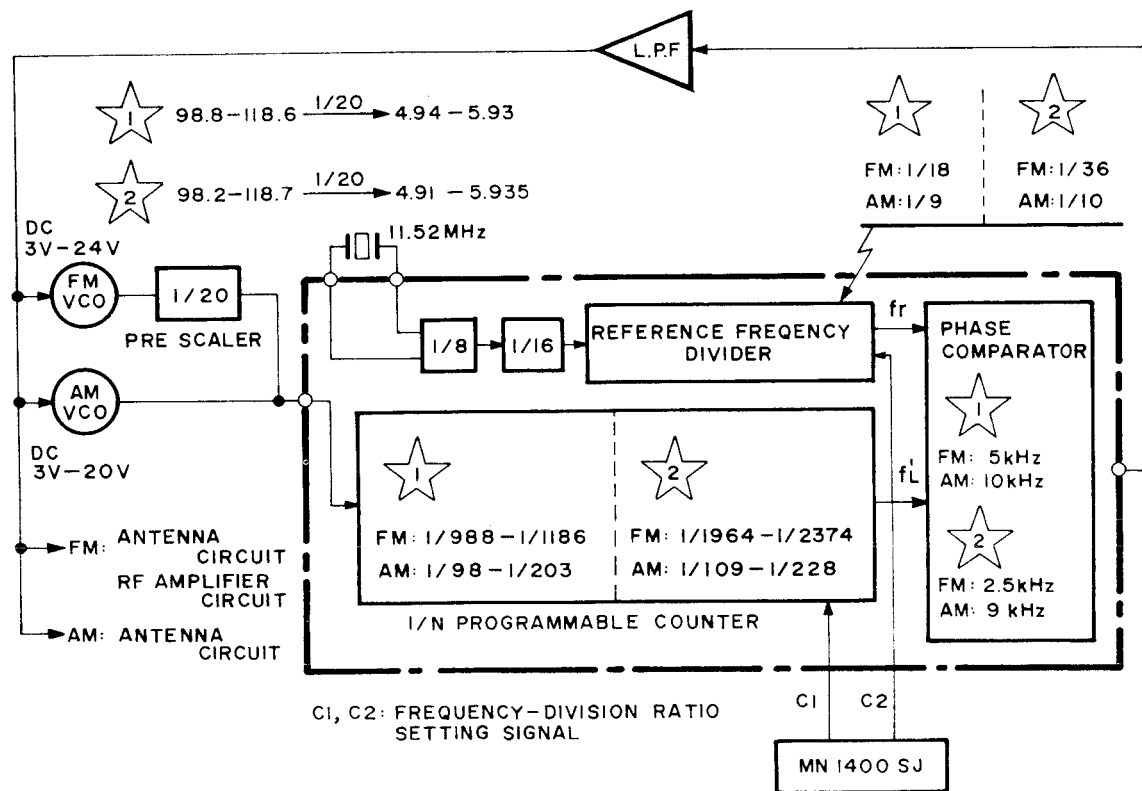 L.P.F
1 98.8-118.6 1/20 4.94-5.93
2 98.2-118.7 1/20 4.91-5.935
1
FM: 1/18
AM: 1/9
2
FM: 1/36
AM: 1/10
DC
3V-24V
FM
VCO
1/20
PRE SCALER
11.52MHz
1/8
1/16
REFERENCE FREQENCY
DIVIDER
fr
PHASE
COMPARATOR
1
FM: 5kHz
AM: 10kHz
2
FM: 2.5kHz
AM: 9 kHz
AM
VCO
DC
3V-20V
1
FM: 1/988-1/1186
AM: 1/98-1/203
2
FM: 1/1964-1/2374
AM: 1/109-1/228
f'L
1/N PROGRAMMABLE COUNTER
FM: ANTENNA
CIRCUIT
RF AMPLIFIER
CIRCUIT
AM: ANTENNA
CIRCUIT
C1, C2: FREQUENCY-DIVISION RATIO
SETTING SIGNAL
C1
C2
MN 1400 SJ